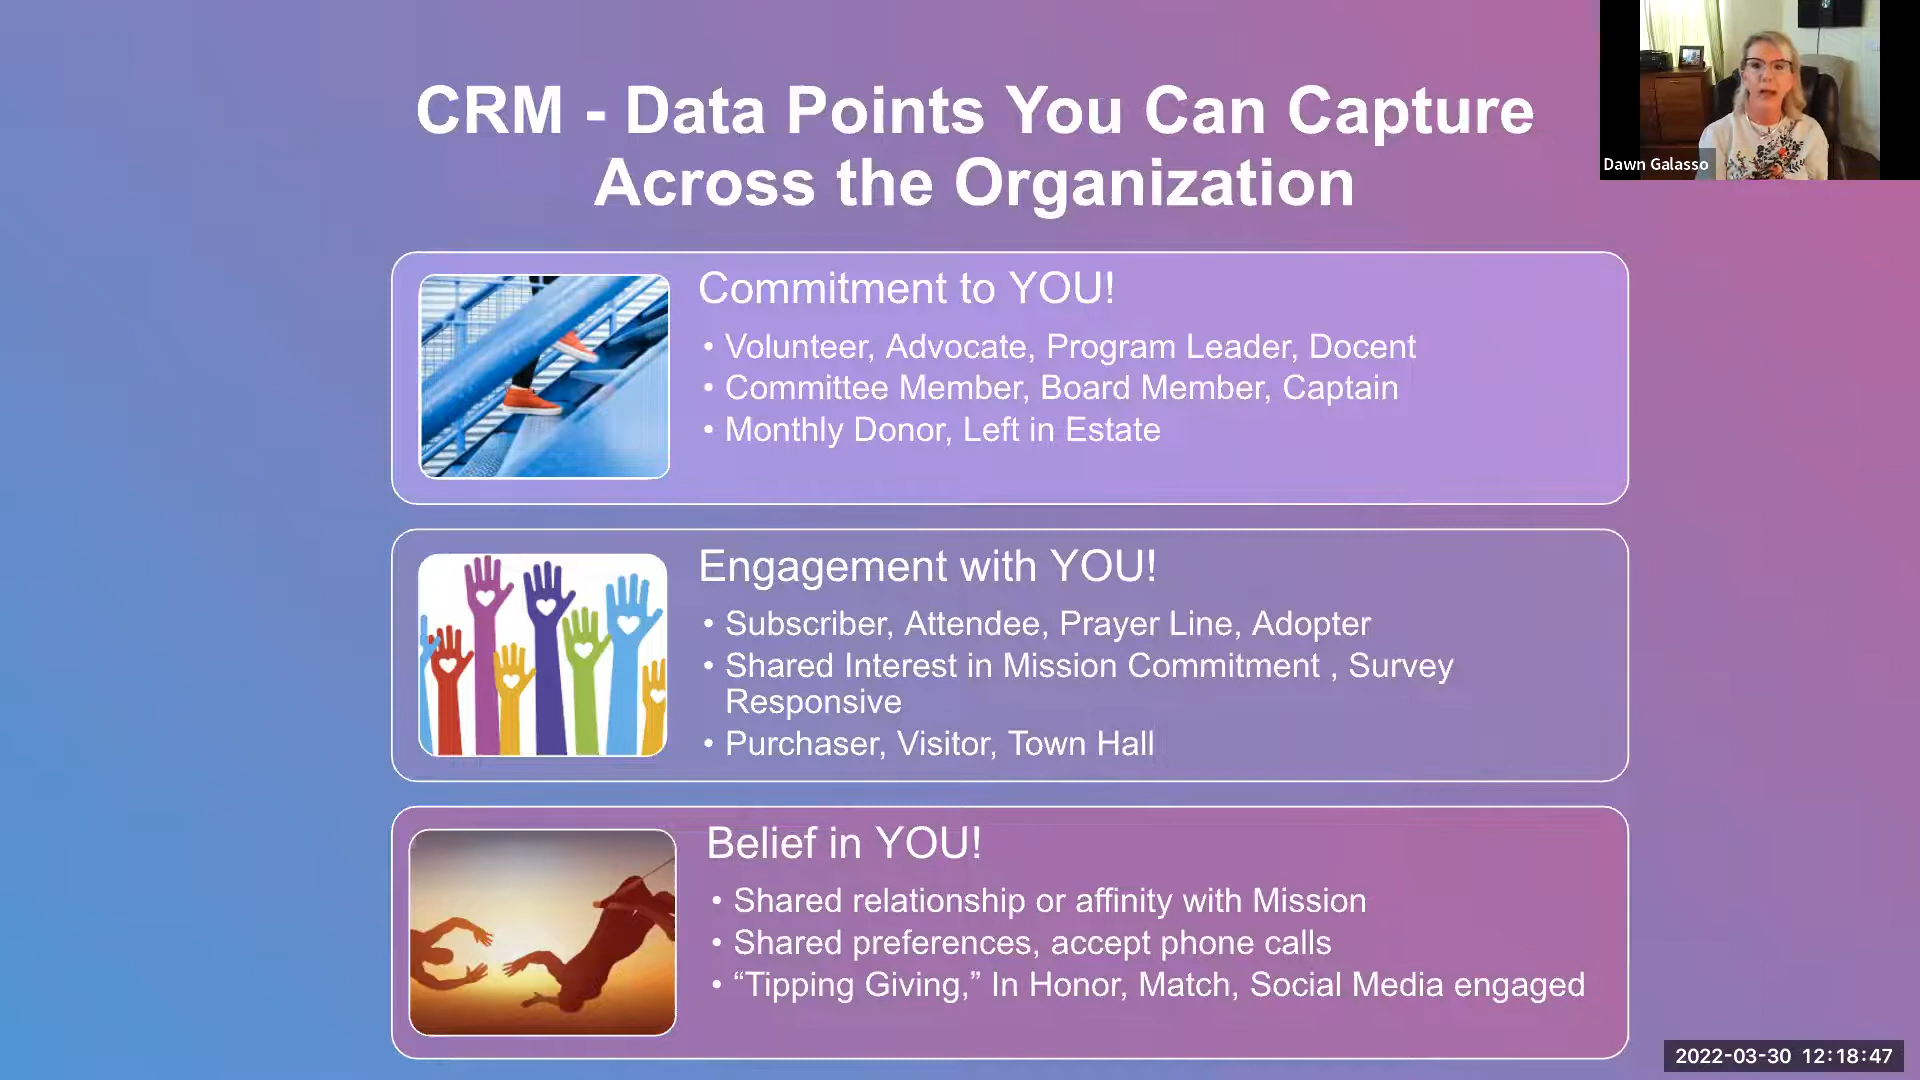 CRM - Data Points You Can Capture
Across the Organization
Dawn Galasso
Commitment to YOU!
• Volunteer, Advocate, Program Leader, Docent
• Committee Member, Board Member, Captain
• Monthly Donor, Left in Estate
Engagement with YOU!
• Subscriber, Attendee, Prayer Line, Adopter
• Shared Interest in Mission Commitment , Survey
Responsive
• Purchaser, Visitor, Town Hall
Belief in YOU!
• Shared relationship or affinity with Mission
• Shared preferences, accept phone calls
• “Tipping Giving,” In Honor, Match, Social Media engaged
2022-03-30 12:18:47